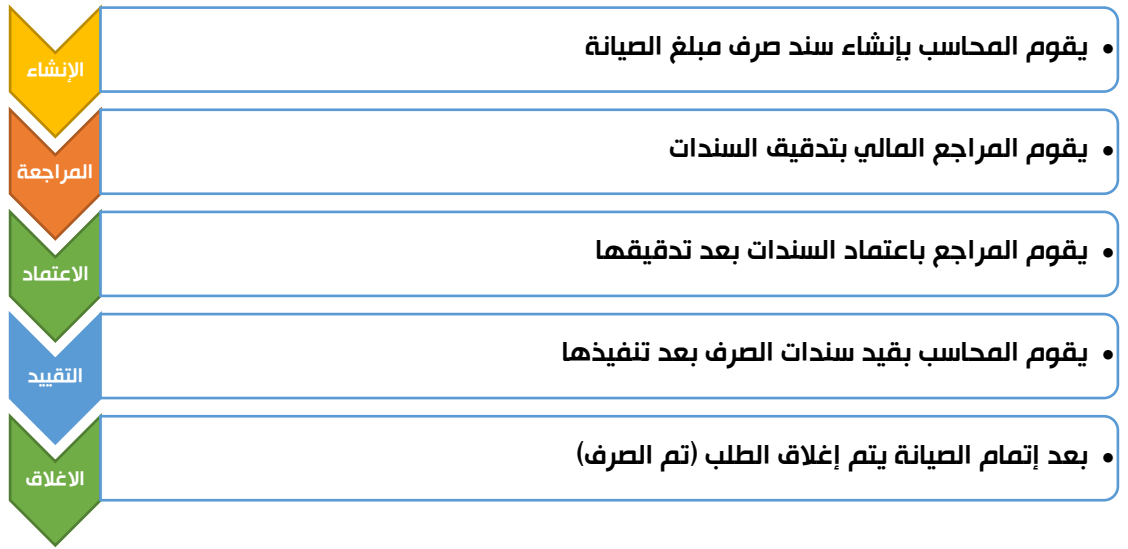 الإنشاء
• يقوم المحاسب بإنشاء سند صرف مبلغ الصيانة
المراجعة
• يقوم المراجع المالي بتدقيق السندات
الاعتماد
• يقوم المراجع باعتماد السندات بعد تدقيقها
التقييد
• يقوم المحاسب بقيد سندات الصرف بعد تنفيذها
الاغلاق
• بعد إتمام الصيانة يتم إغلاق الطلب (تم الصرف)